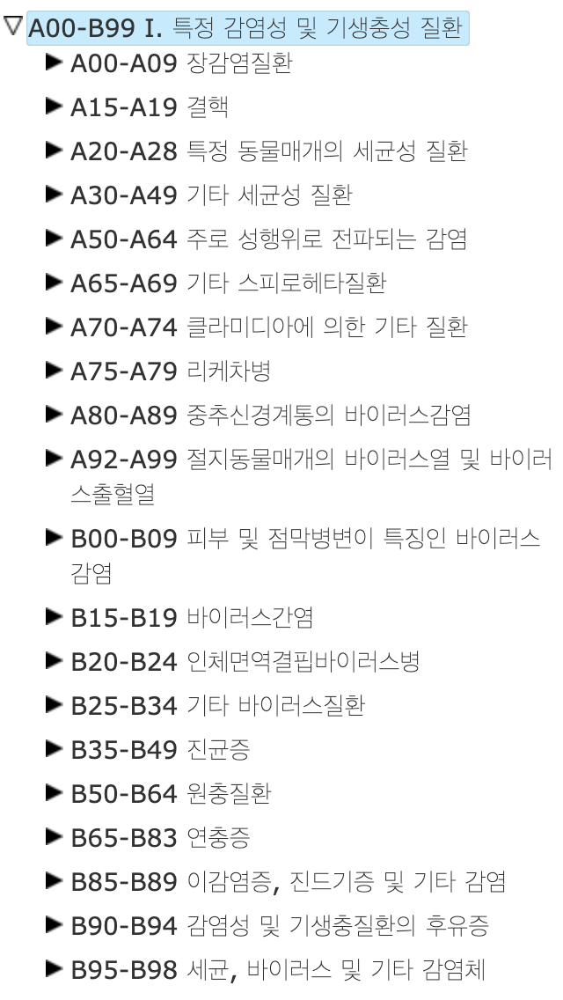 A00-B99 I. 특정 감염성 및 기생충성 질환
A00-A09 장감염질환
A15-A19 결핵
A20-A28 특정 동물매개의 세균성 질환
A30-A49 기타 세균성 질환
A50-A64 주로 성행위로 전파되는 감염
A65-A69 기타 스피로헤타질환
A70-A74 클라미디아에 의한 기타 질환
A75-A79 리케차병
A80-A89 중추신경계통의 바이러스감염
A92-A99 절지동물매개의 바이러스열 및 바이러
스출혈열
B00-B09 피부 및 점막병변이 특징인 바이러스
감염
B15-B19 바이러스간염
B20-B24 인체면역결핍바이러스병
B25-B34 기타 바이러스질환
B35-B49 진균증
B50-B64 원충질환
B65-B83 연충증
B85-B89 이감염증, 진드기증 및 기타 감염
B90-B94 감염성 및 기생충질환의 후유증
B95-B98 세균, 바이러스 및 기타 감염체